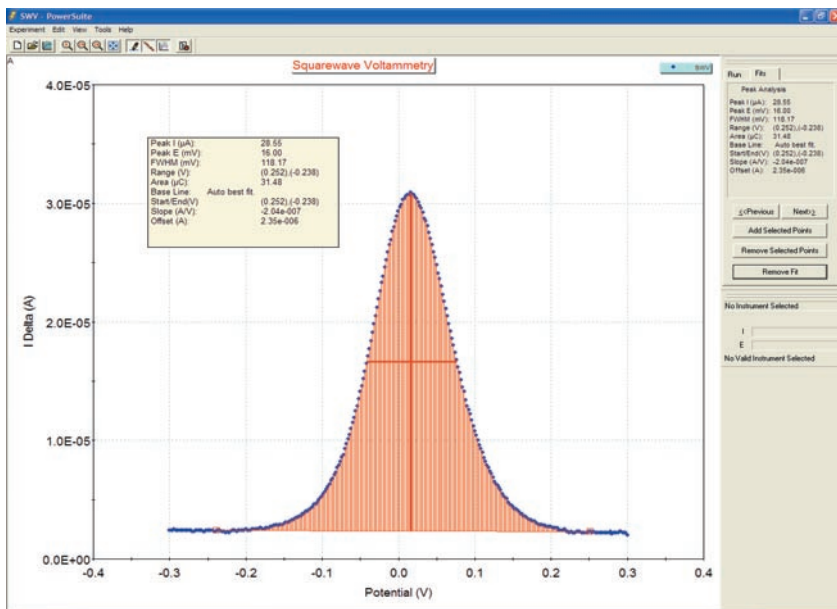 SWV - PowerSuite
Experiment Edit View Tools Help
A
Squarewave Voltammetry
SWV
4.0E-05
3.0E-05
2.0E-05
1.0E-05
0.0E+00
I Delta (A)
-0.4 -0.3 -0.2 -0.1 0.0 0.1 0.2 0.3 0.4
Potential (V)
Peak I (µA): 28.55
Peak E (mV): 16.00
FWHM (mV): 118.17
Range (V): (0.252),(-0.238)
Area (µC): 31.48
Base Line: Auto best fit.
Start/End(V) (0.252),(-0.238)
Slope (A/V): -2.04e-007
Offset (A): 2.35e-006
Run Fits
Peak Analysis
Peak I (µA): 28.55
Peak E (mV): 16.00
FWHM (mV): 118.17
Range (V): (0.252),(-0.238)
Area (µC): 31.48
Base Line: Auto best fit.
Start/End(V) (0.252),(-0.238)
Slope (A/V): -2.04e-007
Offset (A): 2.35e-006
<<Previous Next>>
Add Selected Points
Remove Selected Points
Remove Fit
No Instrument Selected
I
E
No Valid Instrument Selected